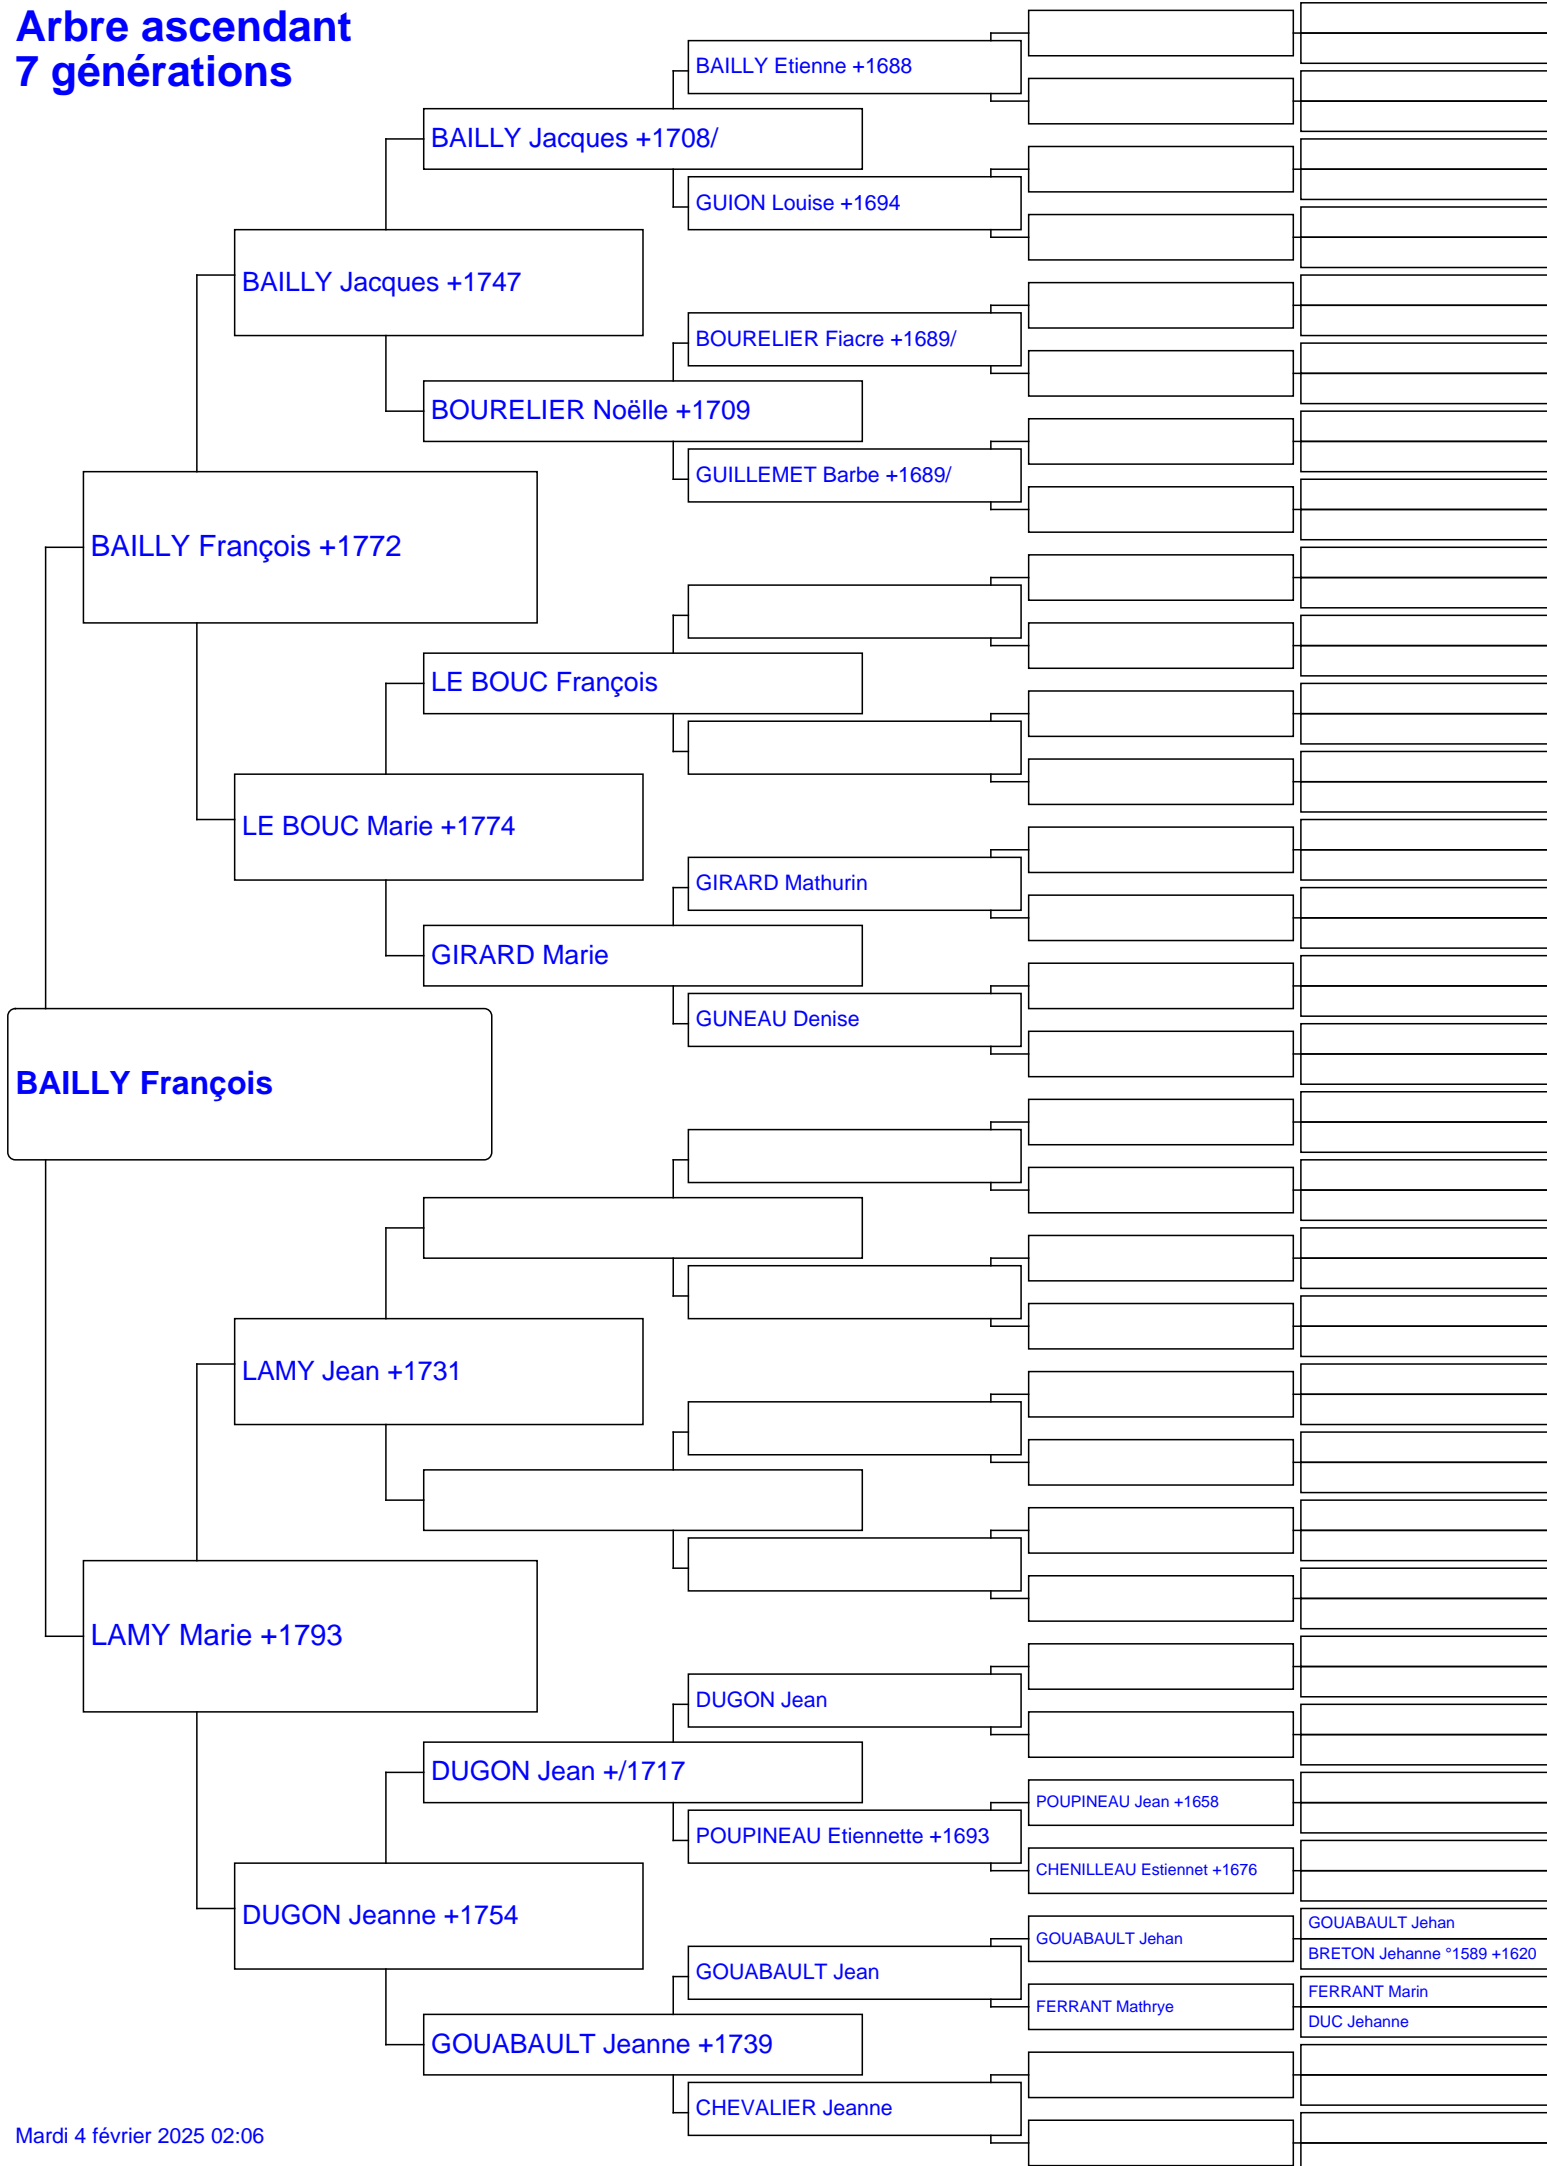 Arbre ascendant
7 générations
BAILLY Etienne +1688
BAILLY Jacques +1708/
GUION Louise +1694
BAILLY Jacques +1747
BOURELIER Fiacre +1689/
BOURELIER Noëlle +1709
GUILLEMET Barbe +1689/
BAILLY François +1772
LE BOUC François
LE BOUC Marie +1774
GIRARD Mathurin
GIRARD Marie
GUNEAU Denise
BAILLY François
LAMY Jean +1731
LAMY Marie +1793
DUGON Jean
DUGON Jean +/1717
POUPINEAU Jean +1658
POUPINEAU Etiennette +1693
CHENILLEAU Estiennet +1676
DUGON Jeanne +1754
GOUABAULT Jehan
GOUABAULT Jehan
BRETON Jehanne °1589 +1620
GOUABAULT Jean
FERRANT Marin
FERRANT Mathrye
DUC Jehanne
GOUABAULT Jeanne +1739
CHEVALIER Jeanne
Mardi 4 février 2025 02:06